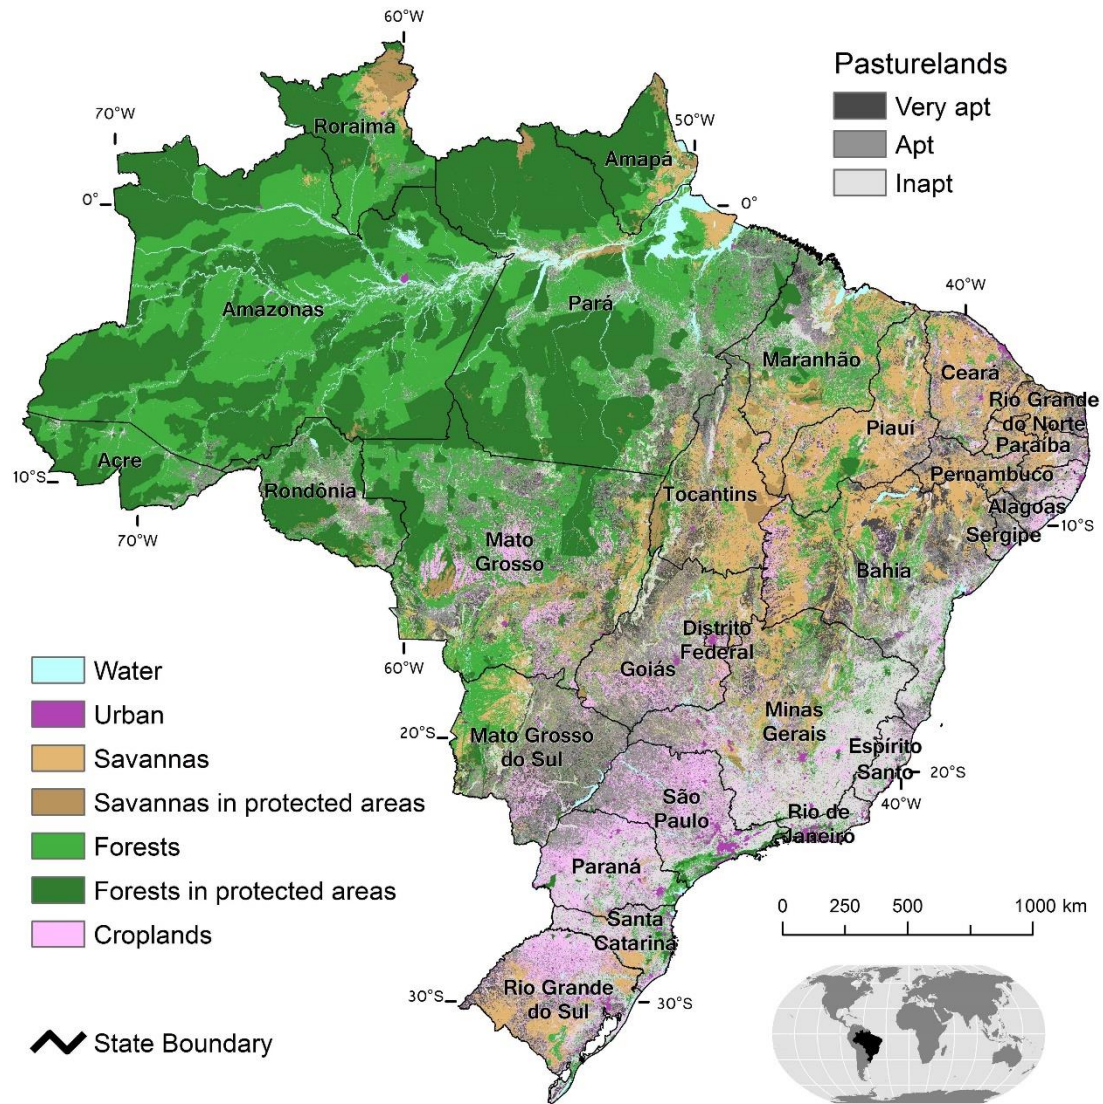 60°W
Pasturelands
Very apt
Apt
Inapt
70°W
50°W
Roraima
Amapá
0°
0°
40°W
Amazonas
Pará
Maranhão
Ceará
Rio Grande
do Norte
Piauí
Paraíba
Acre
Pernambuco
10°S
Rondônia
Tocantins
Alagoas
10°S
70°W
Sergipe
Mato
Grosso
Bahia
Distrito
Federal
60°W
Goiás
Water
Urban
Savannas
Savannas in protected areas
Forests
Forests in protected areas
Croplands
State Boundary
Minas
Gerais
20°S
Mato Grosso
do Sul
Espírito
Santo
20°S
40°W
São
Paulo
Rio de
Janeiro
Paraná
0 250 500 1000 km
Santa
Catarina
Rio Grande
do Sul
30°S
30°S